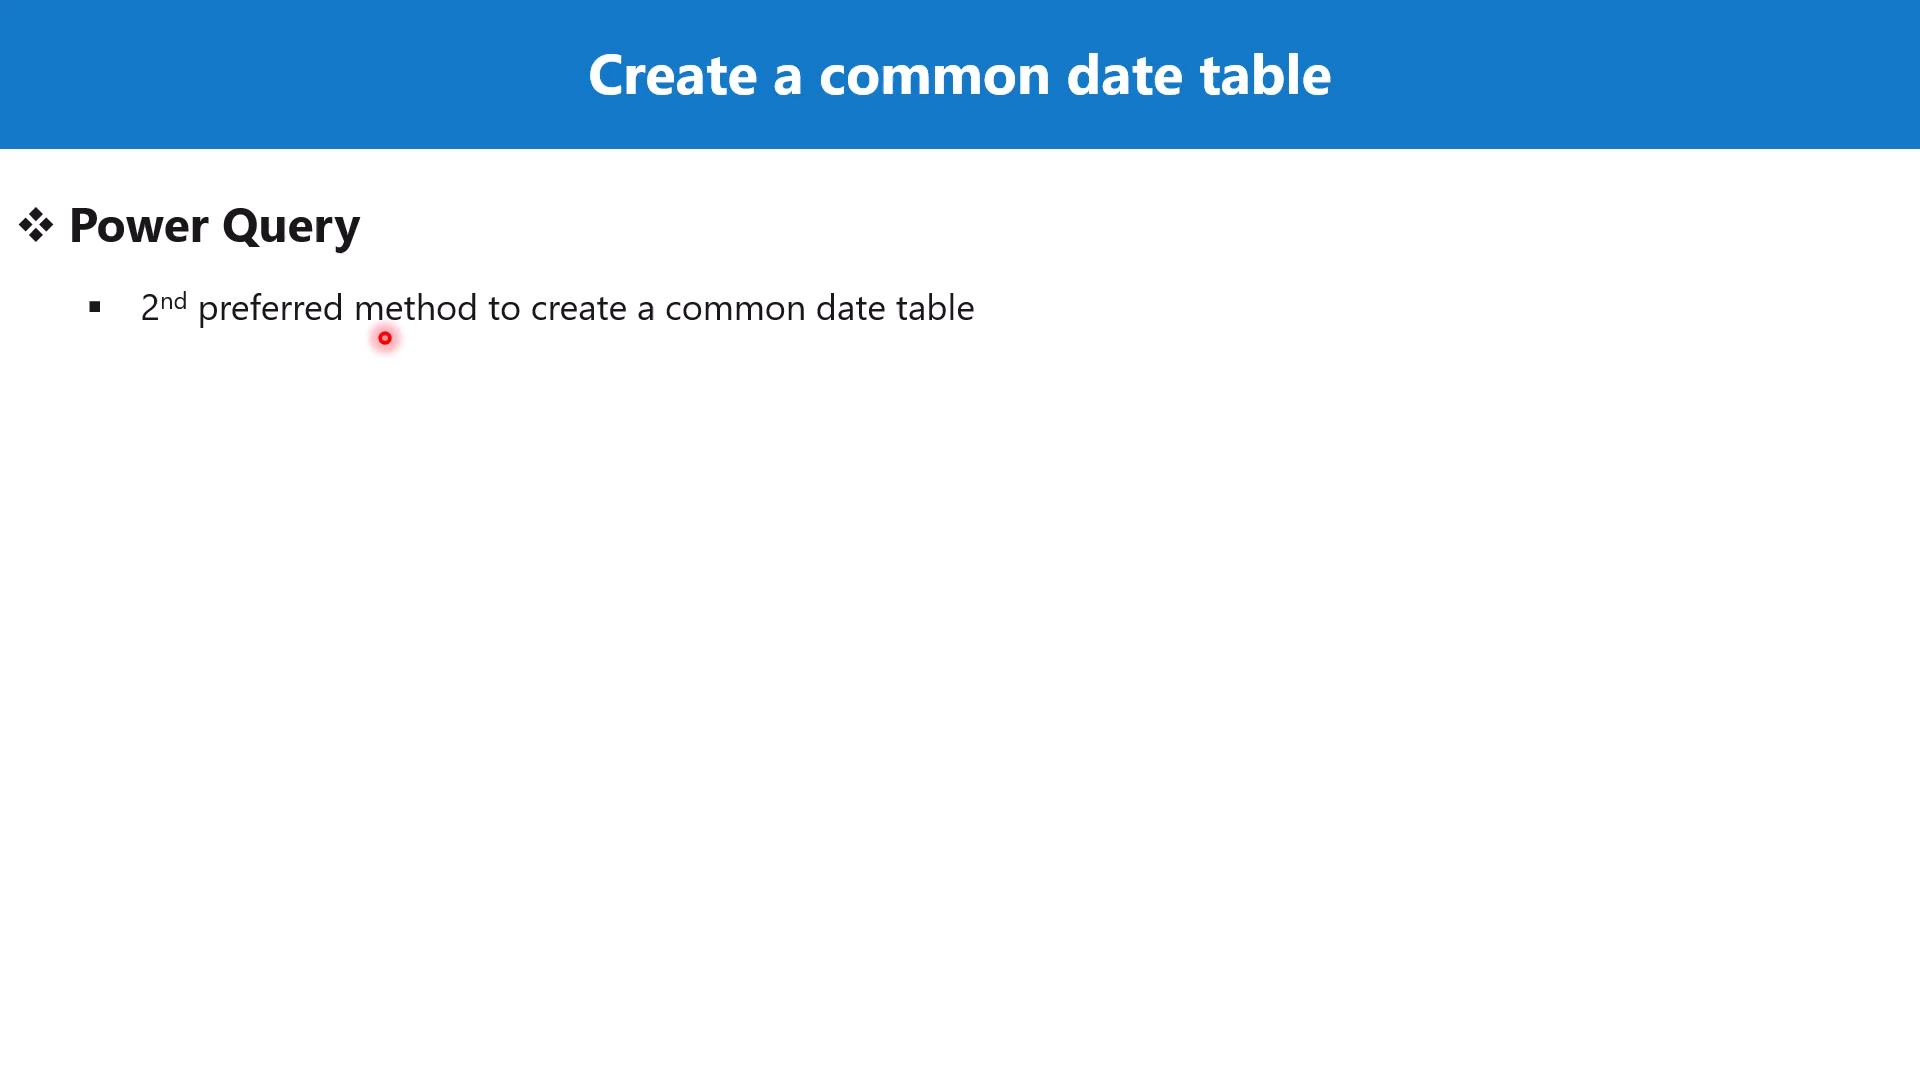 Create a common date table
❖ Power Query
▪ 2nd preferred method to create a common date table